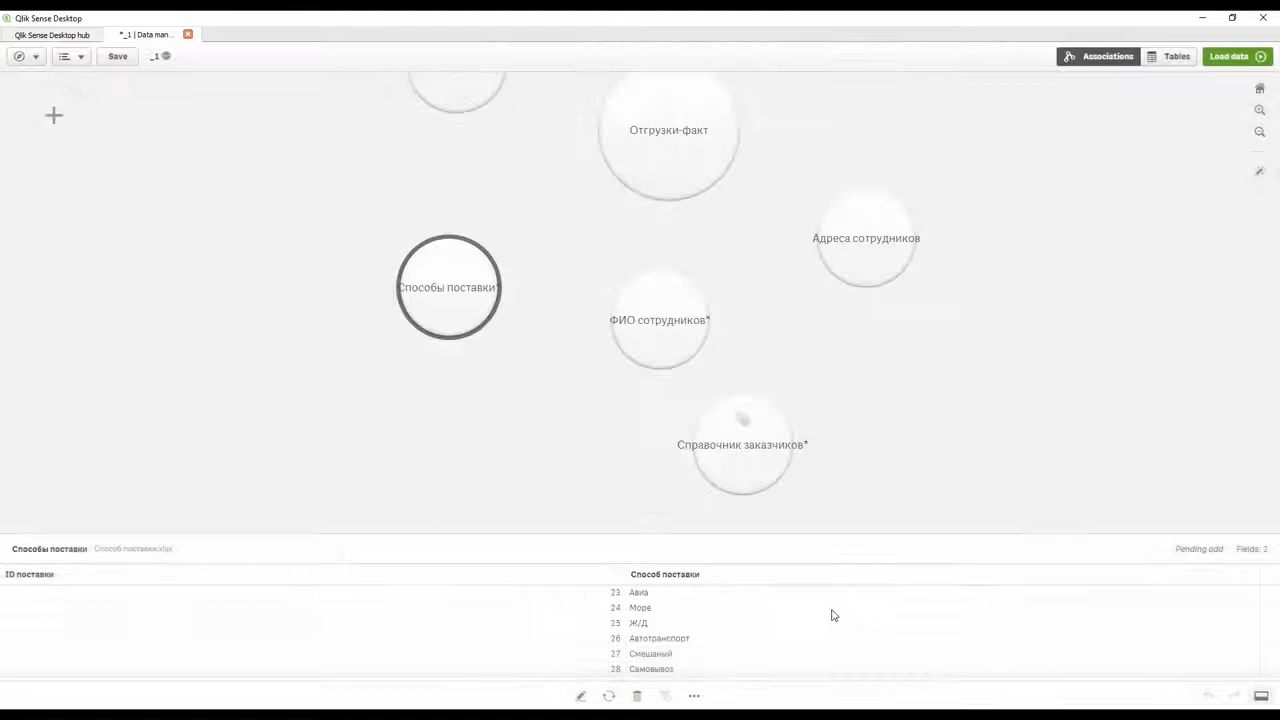 Qlik Sense Desktop
Qlik Sense Desktop hub
*_1 | Data man...
Save
_1
Associations
Tables
Load data
Отгрузки-факт
Адреса сотрудников
Способы поставки*
ФИО сотрудников*
Справочник заказчиков*
Способы поставки Способ поставки.xlsx
Pending add Fields: 2
ID поставки Способ поставки
23 Авиа
24 Море
25 Ж/Д
26 Автотранспорт
27 Смешаный
28 Самовывоз